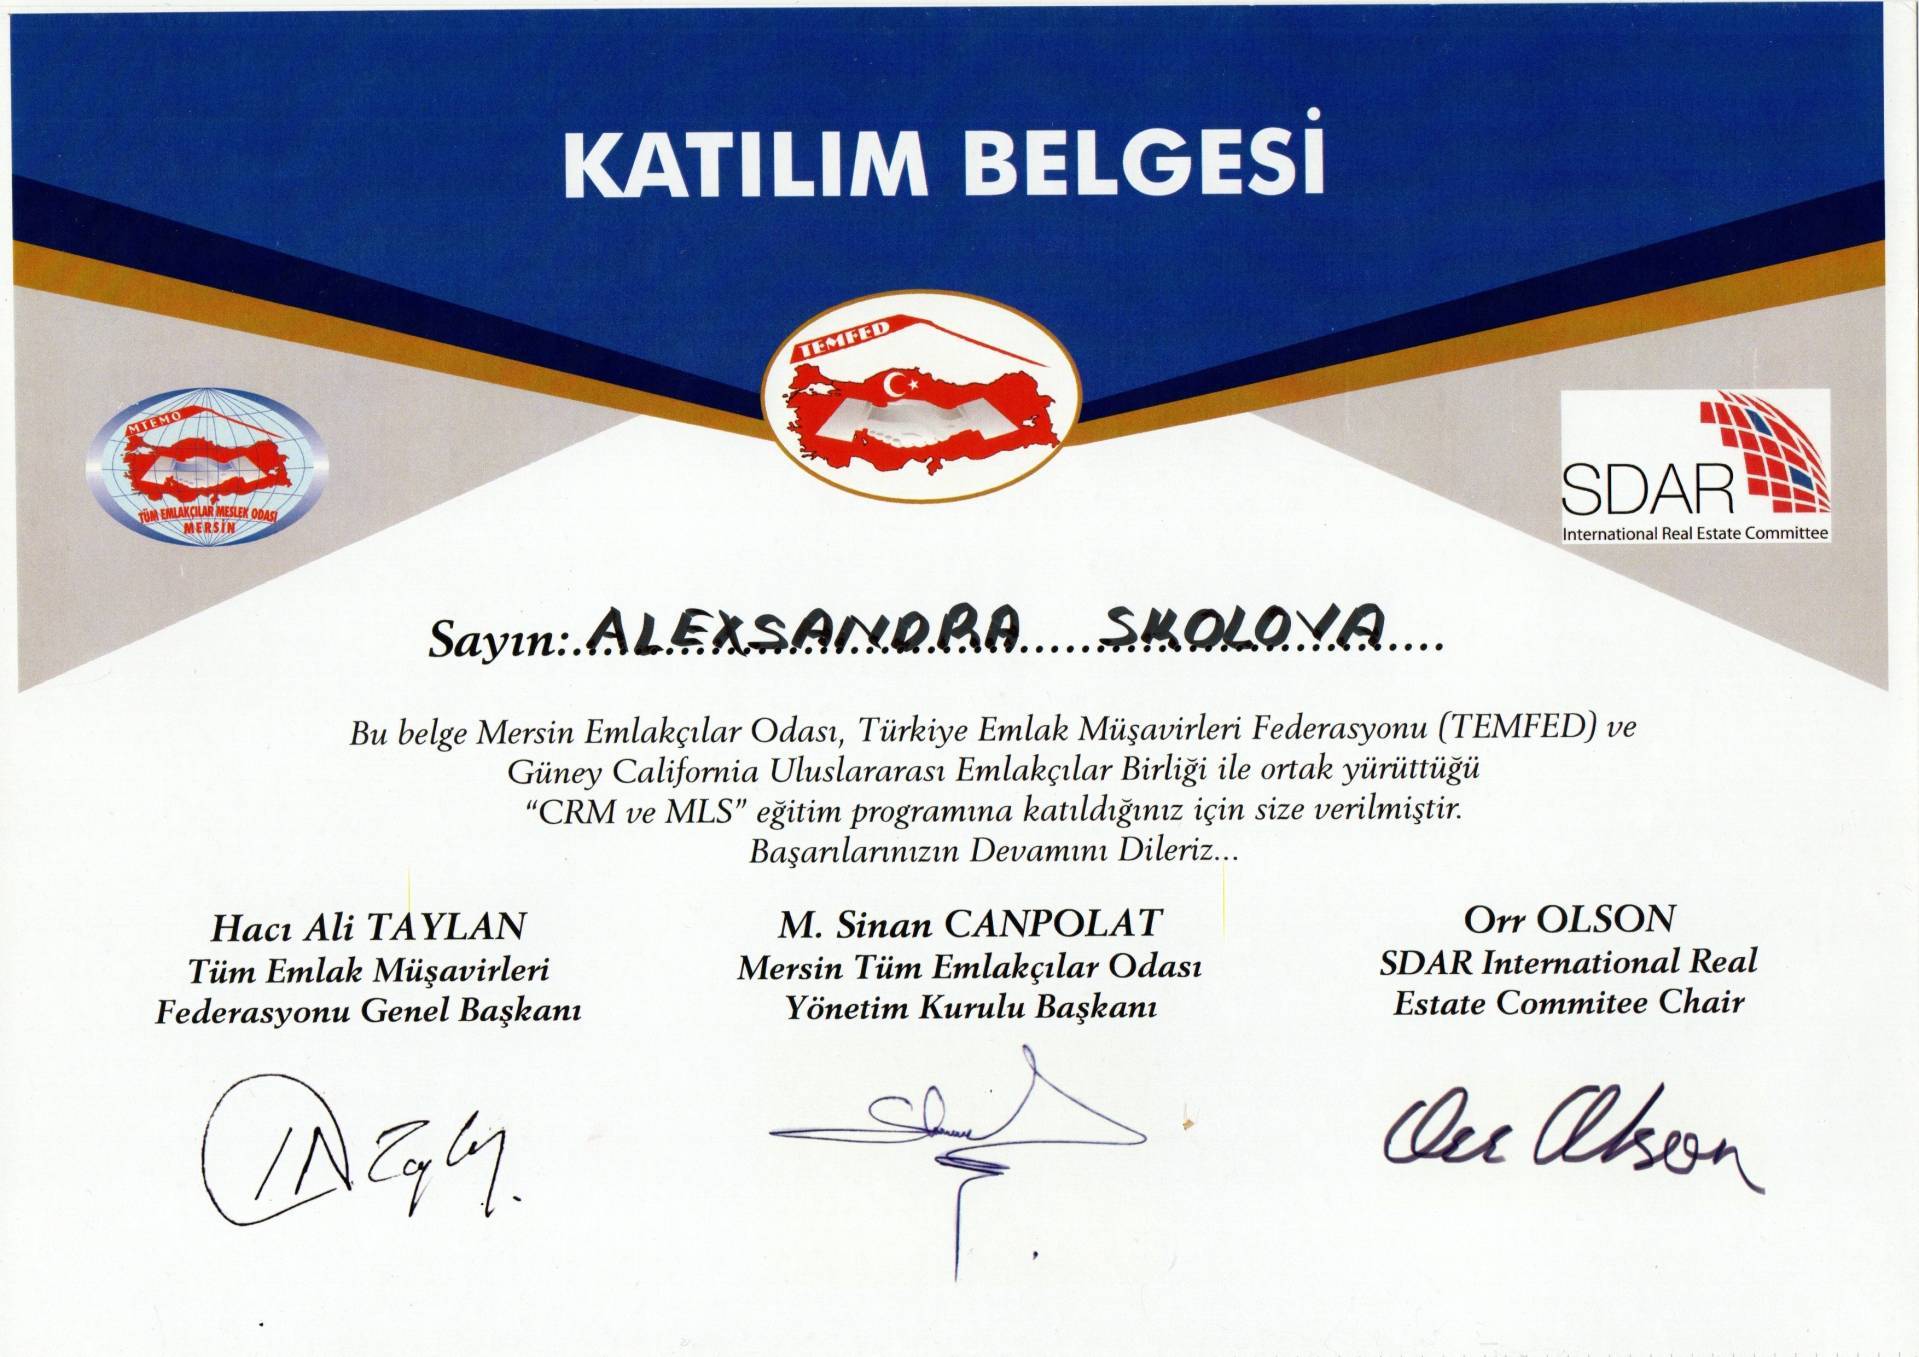 KATILIM BELGESİ
TEMFED
MTEMO
TÜM EMLAKÇILAR MESLEK ODASI
MERSİN
SDAR
International Real Estate Committee
Sayın: ALEXSANDRA SKOLOVA
Bu belge Mersin Emlakçılar Odası, Türkiye Emlak Müşavirleri Federasyonu (TEMFED) ve
Güney California Uluslararası Emlakçılar Birliği ile ortak yürüttüğü
“CRM ve MLS” eğitim programına katıldığınız için size verilmiştir.
Başarılarınızın Devamını Dileriz...
Hacı Ali TAYLAN
Tüm Emlak Müşavirleri
Federasyonu Genel Başkanı
M. Sinan CANPOLAT
Mersin Tüm Emlakçılar Odası
Yönetim Kurulu Başkanı
Orr OLSON
SDAR International Real
Estate Commitee Chair
Orr Olson